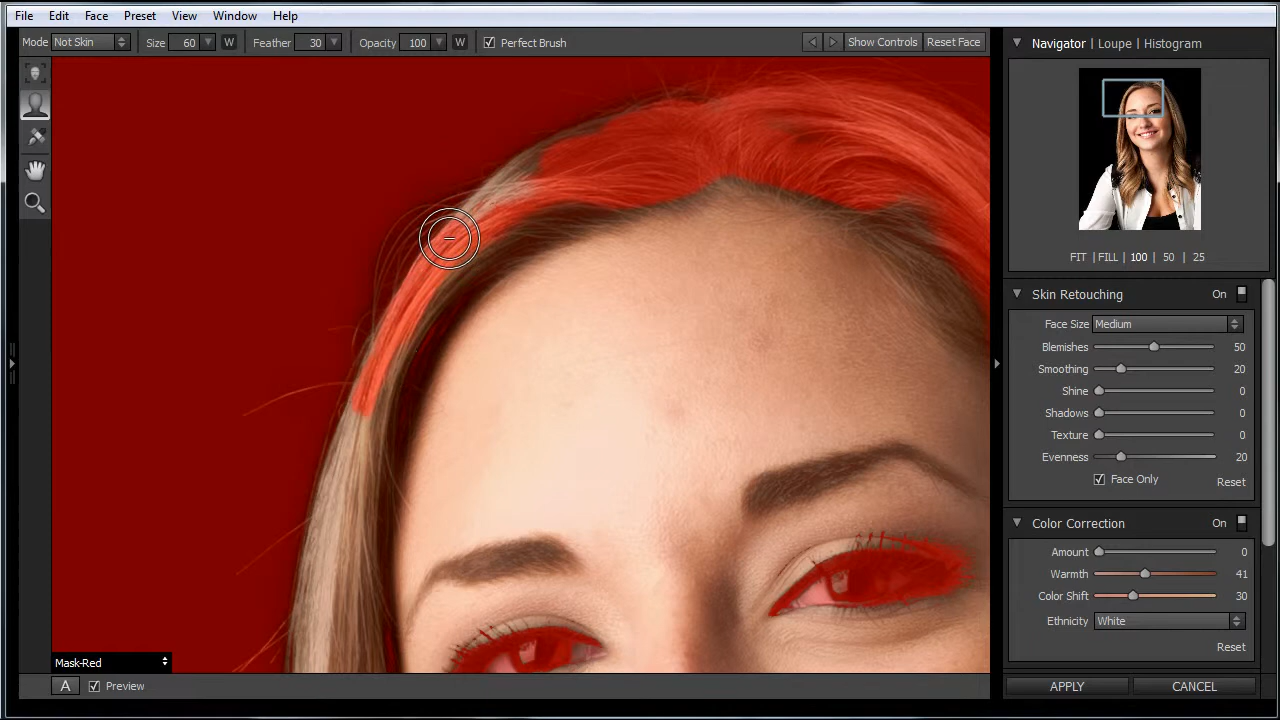 File Edit Face Preset View Window Help
Mode Not Skin Size 60 W Feather 30 Opacity 100 W Perfect Brush Show Controls Reset Face
Navigator | Loupe | Histogram
FIT | FILL | 100 | 50 | 25
Skin Retouching On
Face Size Medium
Blemishes 50
Smoothing 20
Shine 0
Shadows 0
Texture 0
Evenness 20
Face Only Reset
Color Correction On
Amount 0
Warmth 41
Color Shift 30
Ethnicity White
Reset
Mask-Red
A Preview
APPLY CANCEL